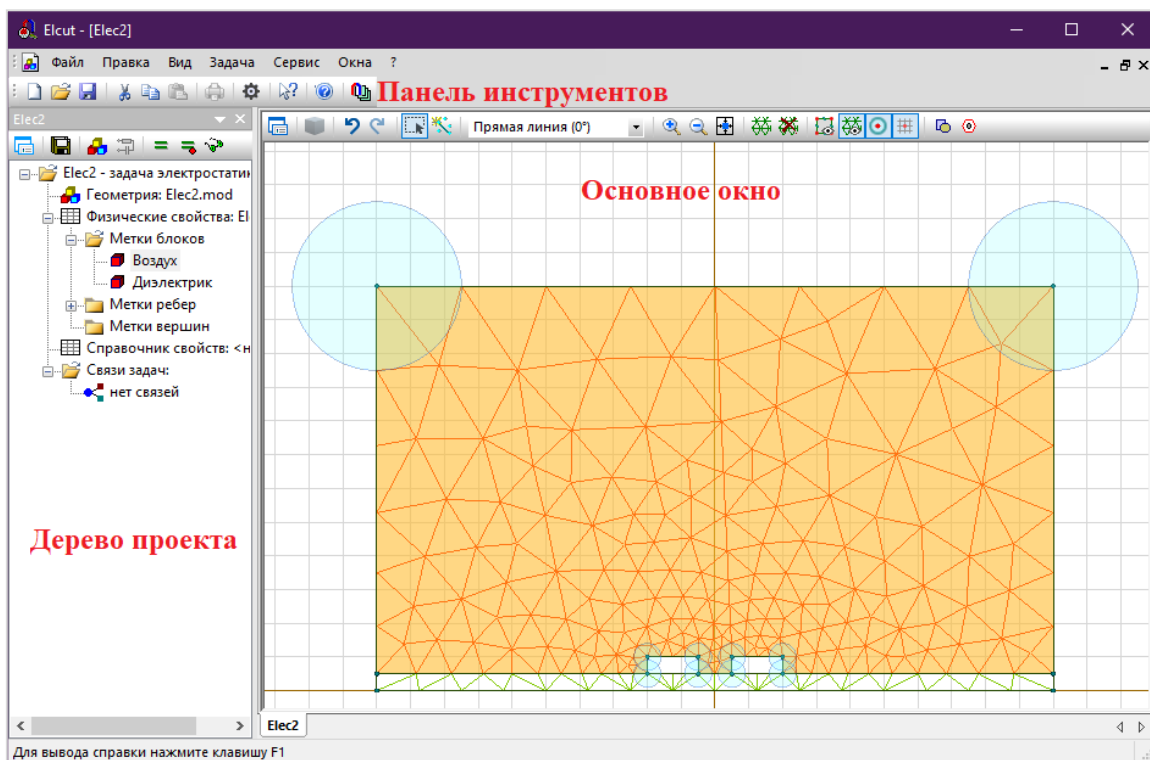 Elcut - [Elec2]
Файл Правка Вид Задача Сервис Окна ?
Панель инструментов
Elec2
Прямая линия (0°)
Elec2 - задача электростатик
Геометрия: Elec2.mod
Физические свойства: El
Метки блоков
Воздух
Диэлектрик
Метки ребер
Метки вершин
Справочник свойств: <н
Связи задач:
нет связей
Основное окно
Дерево проекта
Elec2
Для вывода справки нажмите клавишу F1